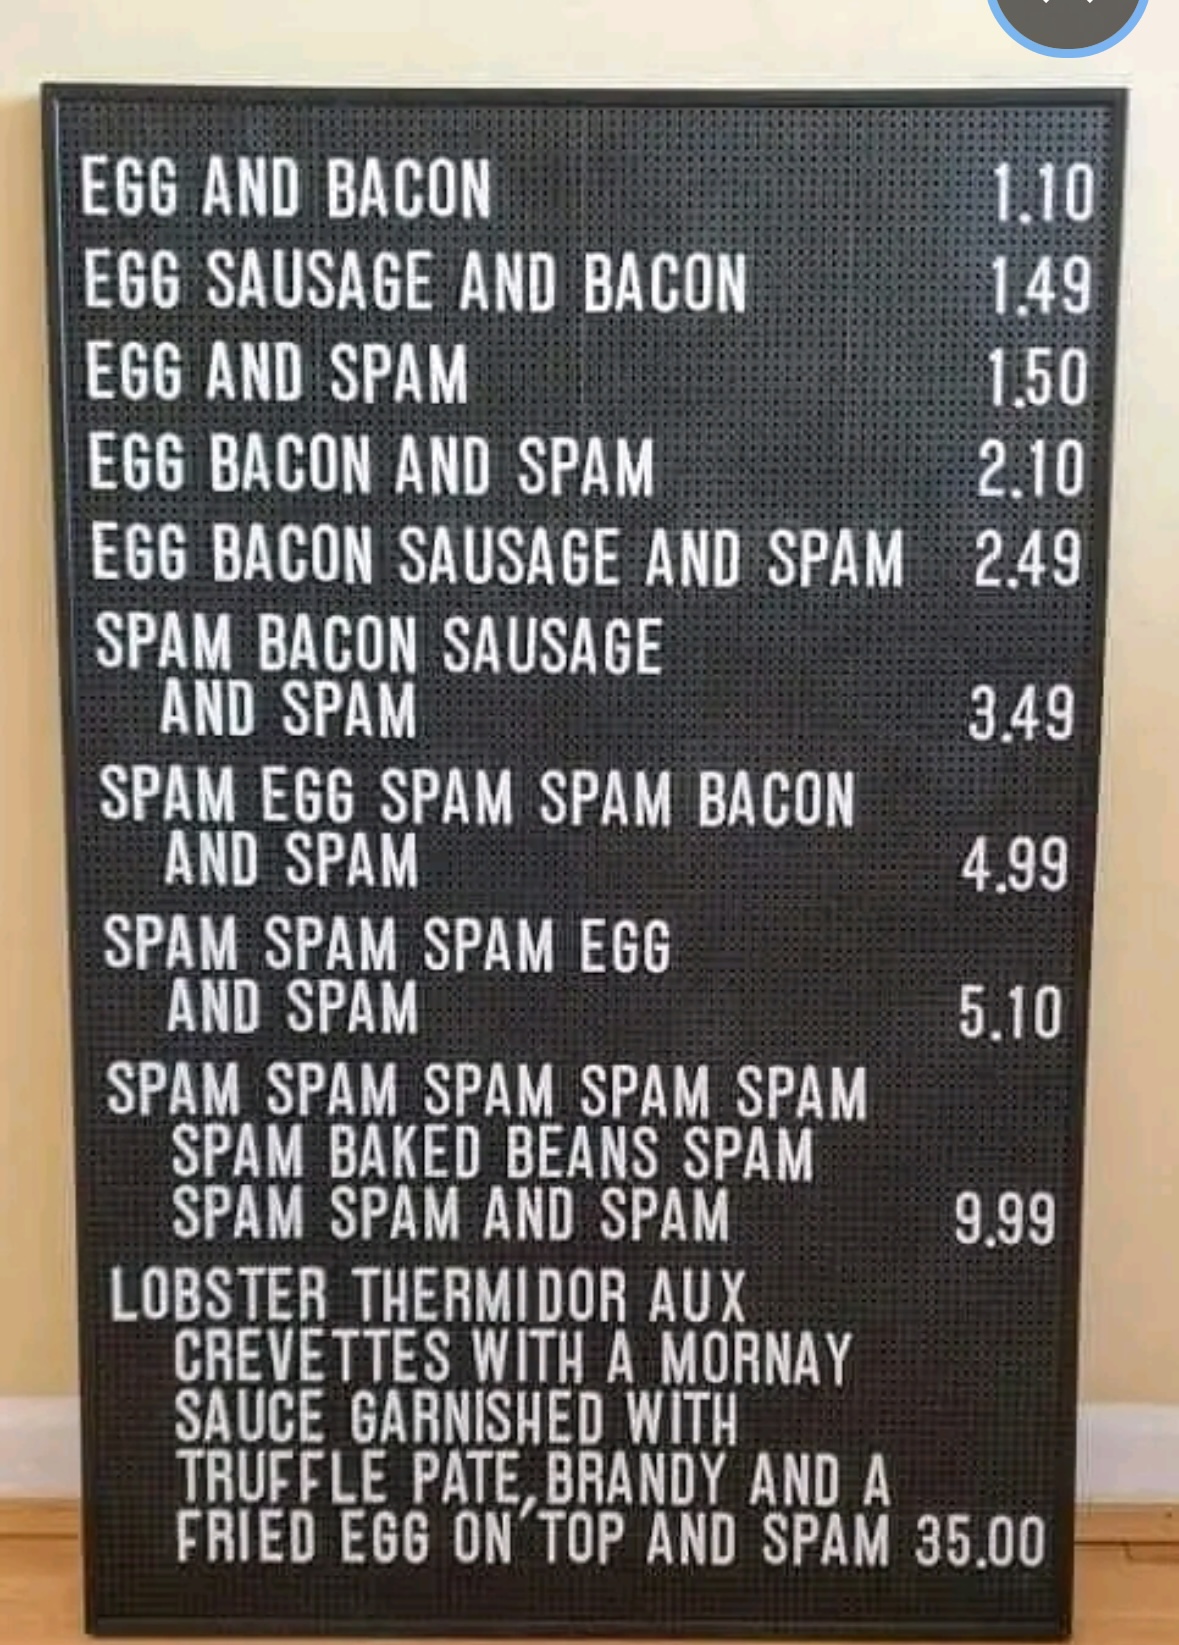 EGG AND BACON 1.10
EGG SAUSAGE AND BACON 1.49
EGG AND SPAM 1.50
EGG BACON AND SPAM 2.10
EGG BACON SAUSAGE AND SPAM 2.49
SPAM BACON SAUSAGE
AND SPAM 3.49
SPAM EGG SPAM SPAM BACON
AND SPAM 4.99
SPAM SPAM SPAM EGG
AND SPAM 5.10
SPAM SPAM SPAM SPAM SPAM
SPAM BAKED BEANS SPAM
SPAM SPAM AND SPAM 9.99
LOBSTER THERMIDOR AUX
CREVETTES WITH A MORNAY
SAUCE GARNISHED WITH
TRUFFLE PATE, BRANDY AND A
FRIED EGG ON TOP AND SPAM 35.00